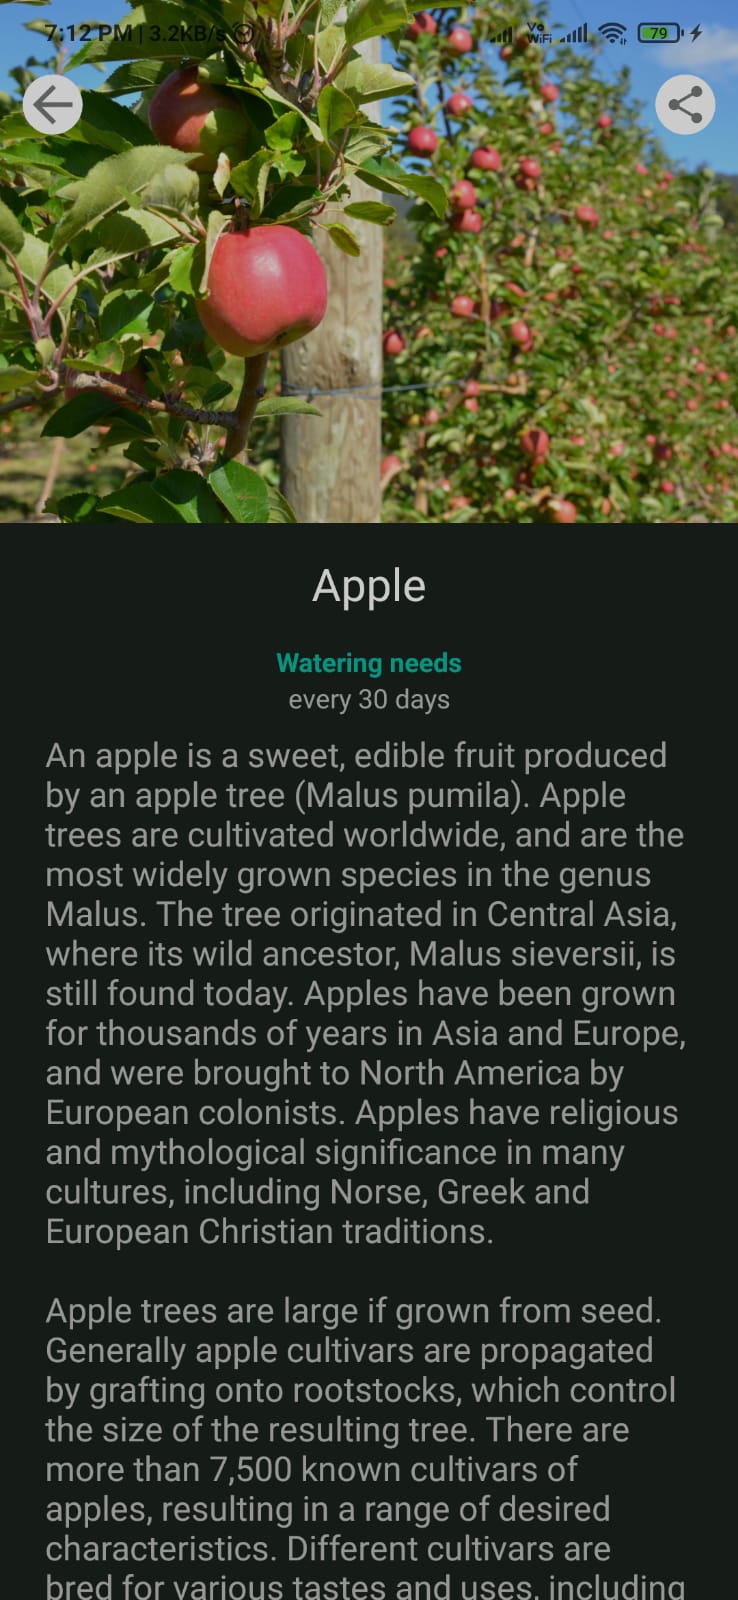 7:12 PM | 3.2KB/s
Vo
WiFi
79
Apple
Watering needs
every 30 days
An apple is a sweet, edible fruit produced
by an apple tree (Malus pumila). Apple
trees are cultivated worldwide, and are the
most widely grown species in the genus
Malus. The tree originated in Central Asia,
where its wild ancestor, Malus sieversii, is
still found today. Apples have been grown
for thousands of years in Asia and Europe,
and were brought to North America by
European colonists. Apples have religious
and mythological significance in many
cultures, including Norse, Greek and
European Christian traditions.
Apple trees are large if grown from seed.
Generally apple cultivars are propagated
by grafting onto rootstocks, which control
the size of the resulting tree. There are
more than 7,500 known cultivars of
apples, resulting in a range of desired
characteristics. Different cultivars are
bred for various tastes and uses, including